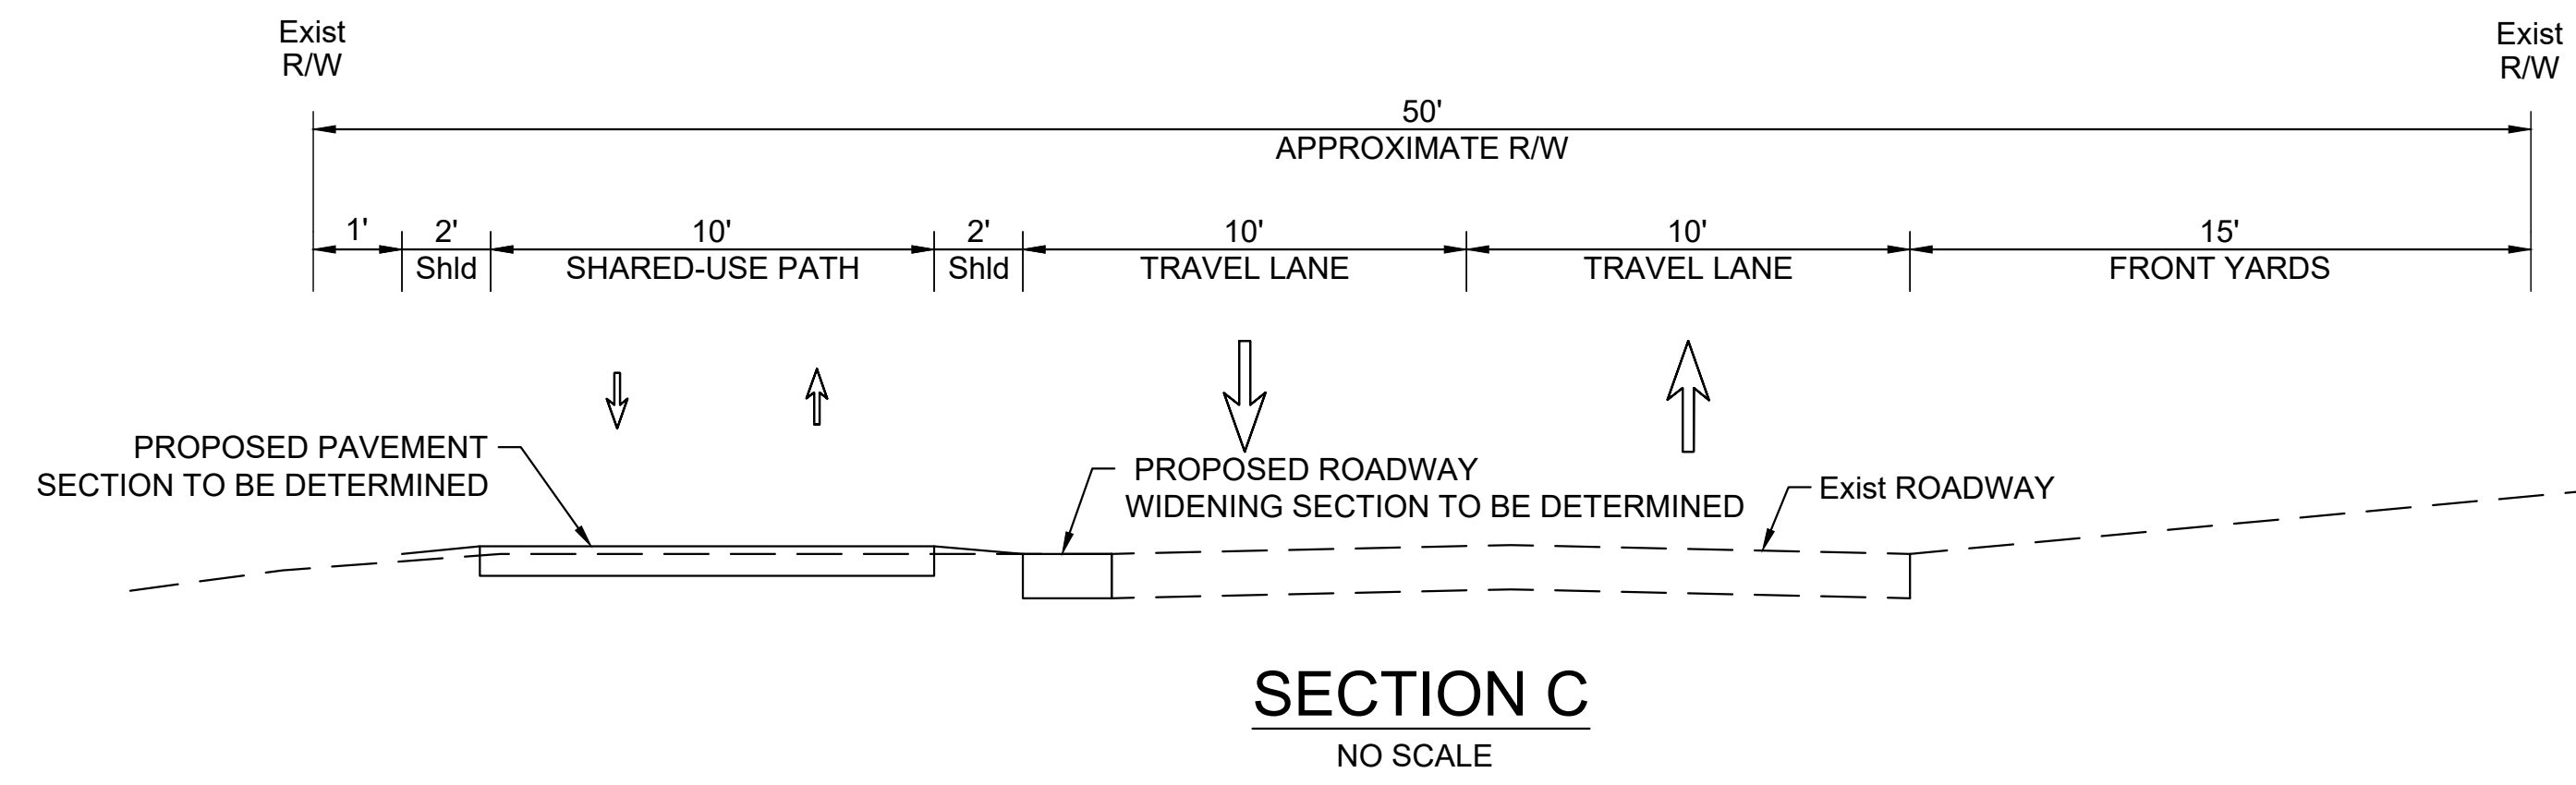 Exist
R/W
Exist
R/W
50'
APPROXIMATE R/W
1'
2'
Shld
10'
SHARED-USE PATH
2'
Shld
10'
TRAVEL LANE
10'
TRAVEL LANE
15'
FRONT YARDS
PROPOSED PAVEMENT
SECTION TO BE DETERMINED
PROPOSED ROADWAY
WIDENING SECTION TO BE DETERMINED
Exist ROADWAY
SECTION C
NO SCALE